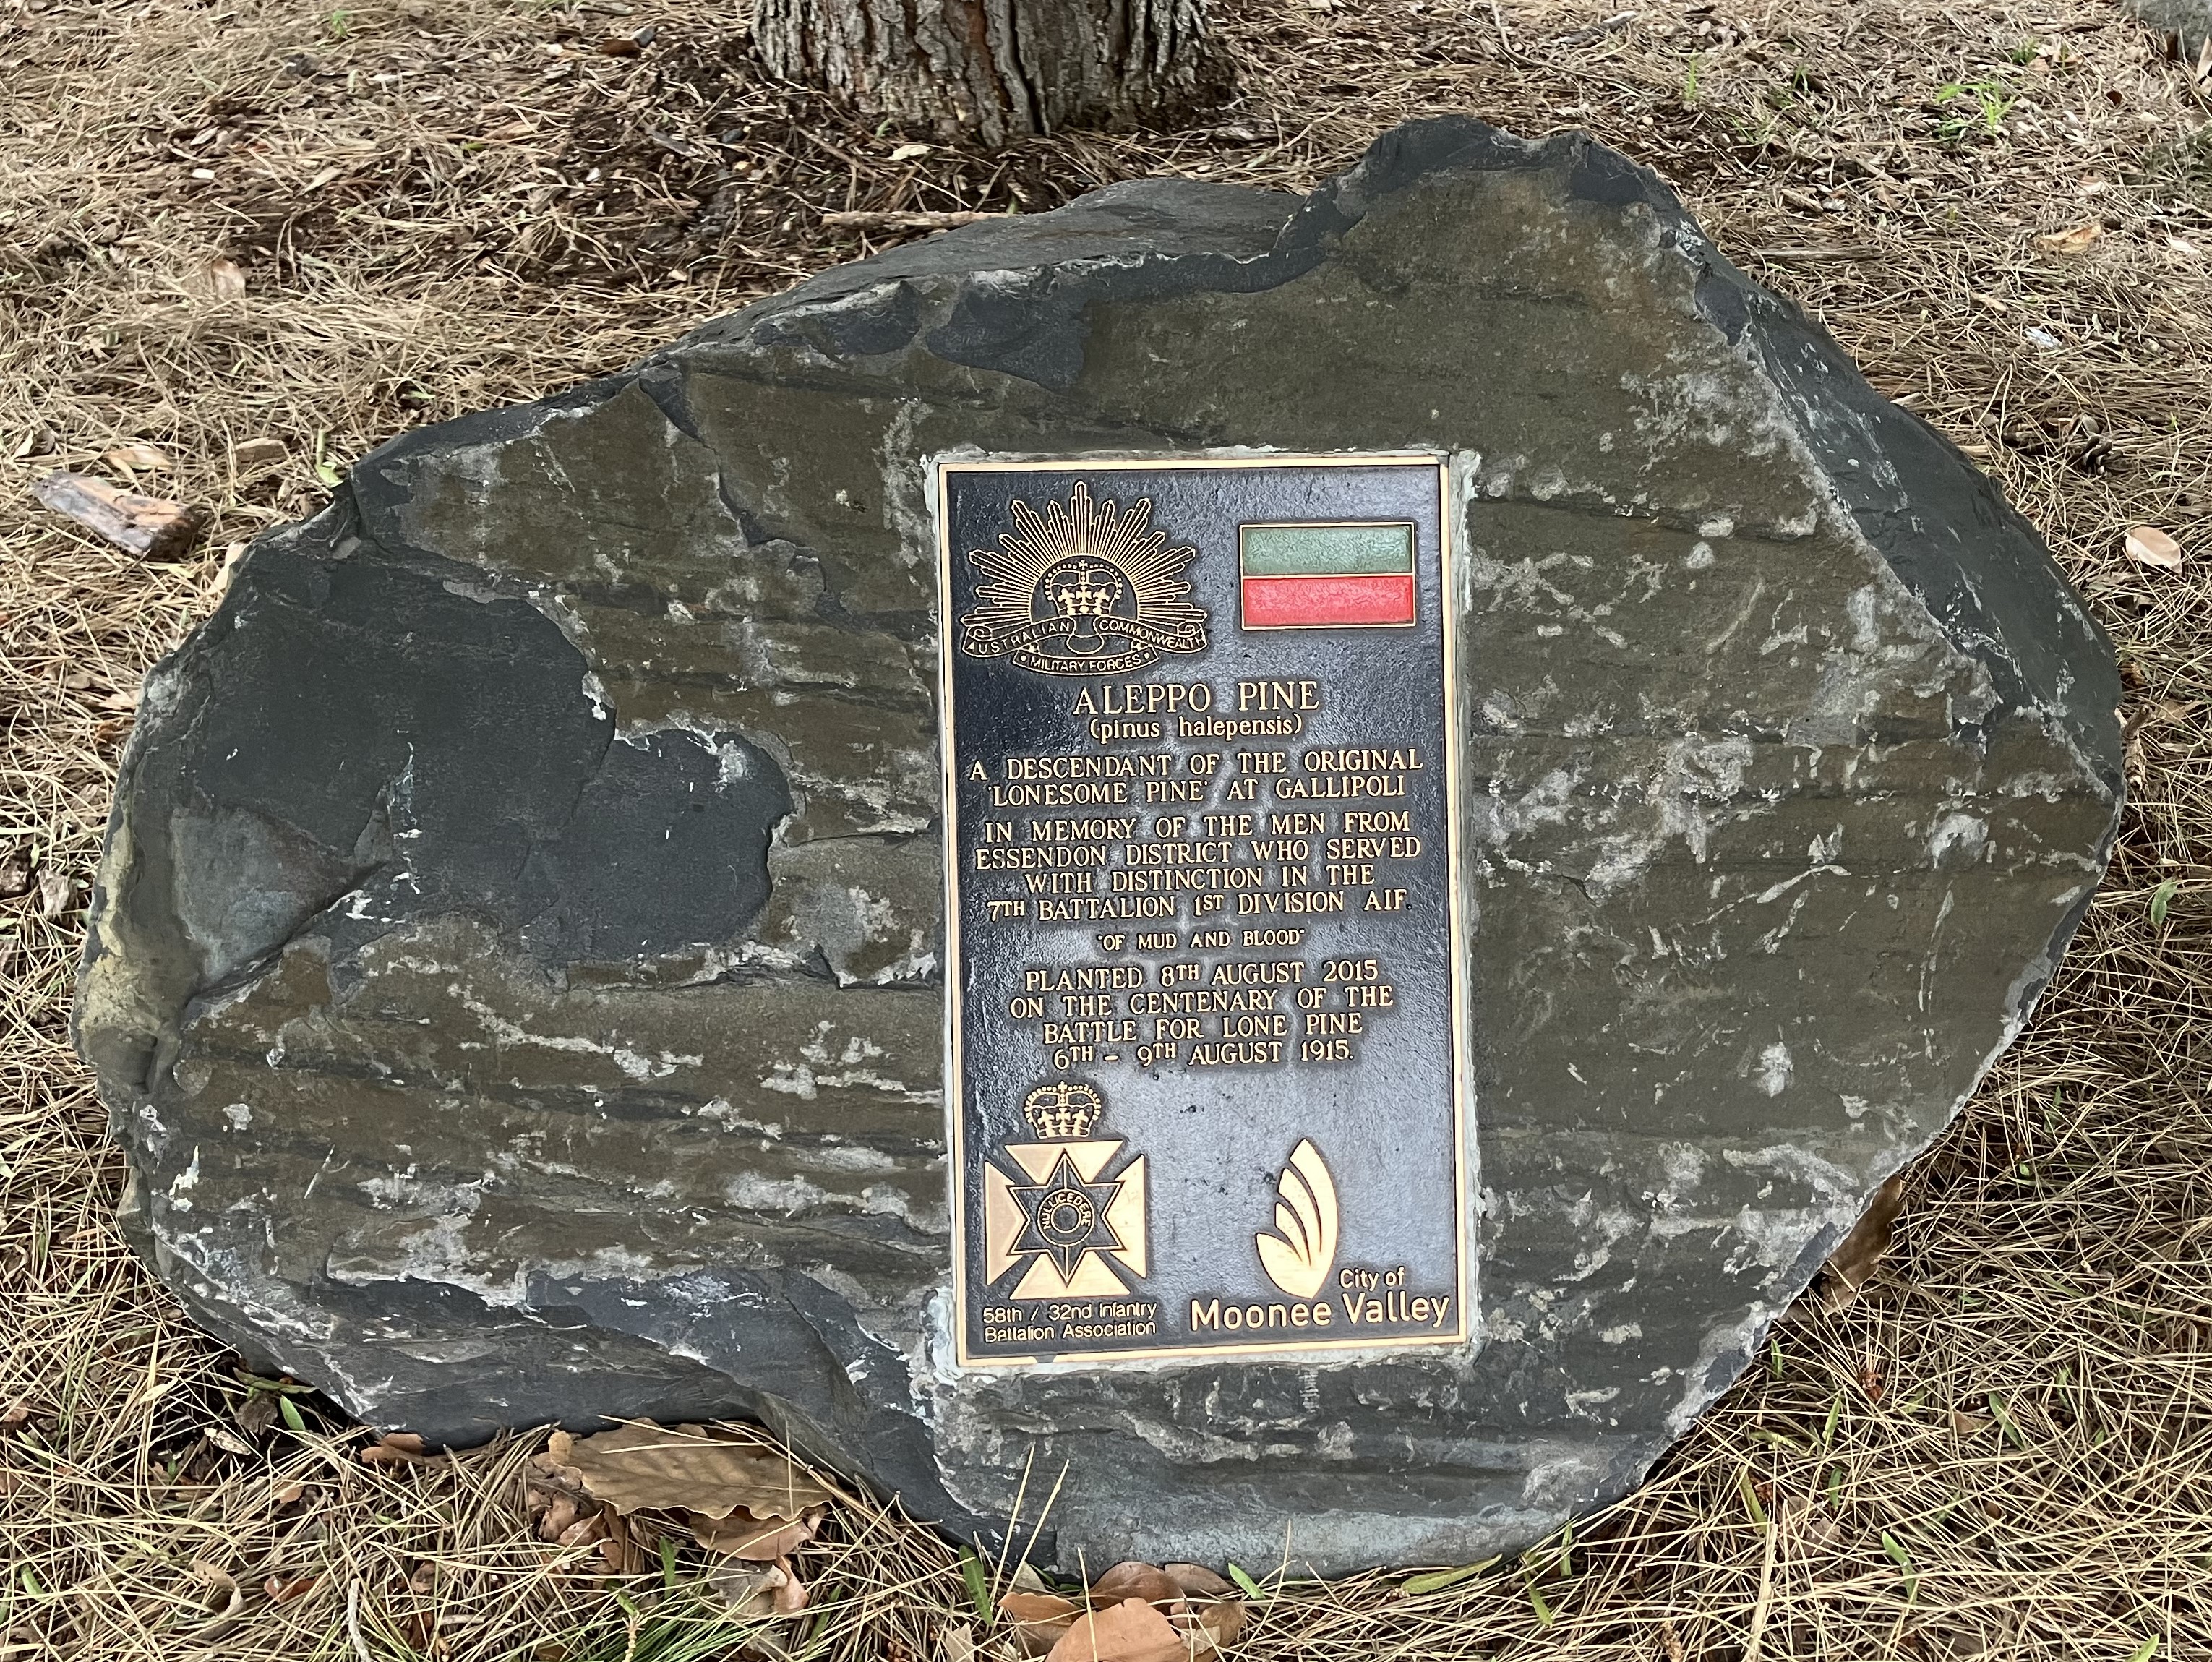 AUSTRALIAN COMMONWEALTH
MILITARY FORCES
ALEPPO PINE
(pinus halepensis)
A DESCENDANT OF THE ORIGINAL
'LONESOME PINE' AT GALLIPOLI
IN MEMORY OF THE MEN FROM
ESSENDON DISTRICT WHO SERVED
WITH DISTINCTION IN THE
7TH BATTALION 1ST DIVISION AIF.
"OF MUD AND BLOOD"
PLANTED 8TH AUGUST 2015
ON THE CENTENARY OF THE
BATTLE FOR LONE PINE
6TH - 9TH AUGUST 1915.
NULLI CEDERE
58th / 32nd Infantry
Battalion Association
City of
Moonee Valley